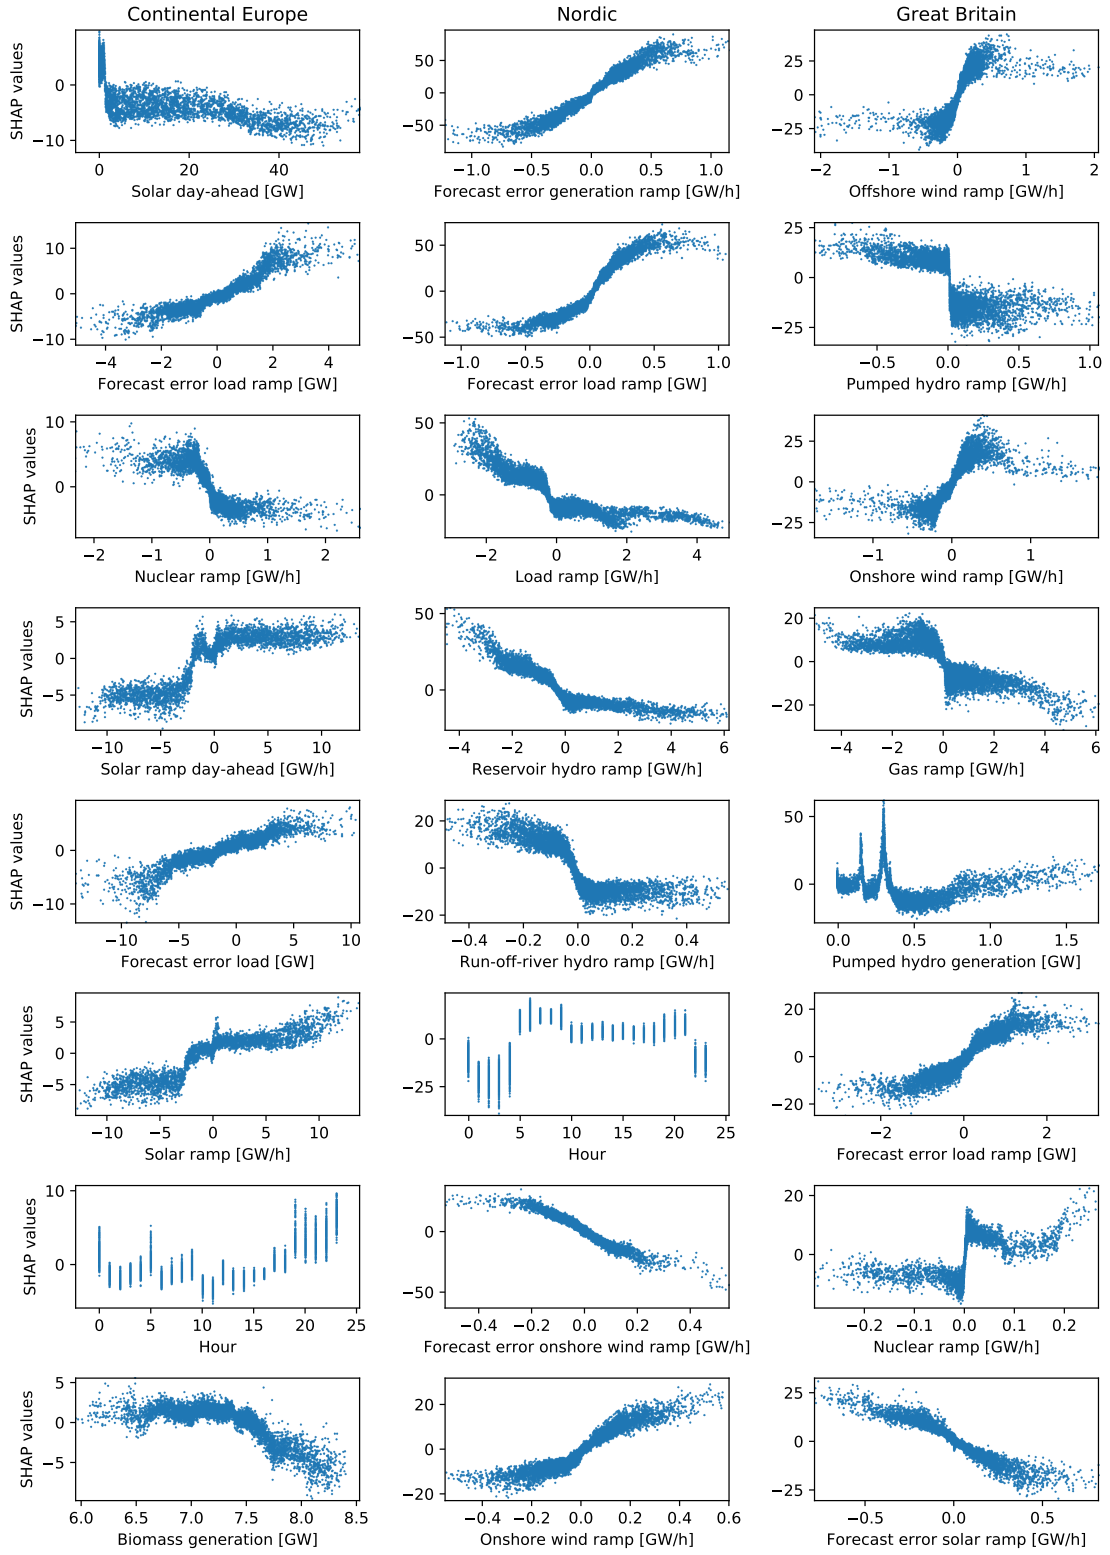 Continental Europe Nordic Great Britain
SHAP values
0
−10
0 20 40
Solar day-ahead [GW]
50
0
−50
−1.0 −0.5 0.0 0.5 1.0
Forecast error generation ramp [GW/h]
25
0
−25
−2 −1 0 1 2
Offshore wind ramp [GW/h]
SHAP values
10
0
−10
−4 −2 0 2 4
Forecast error load ramp [GW]
50
0
−50
−1.0 −0.5 0.0 0.5 1.0
Forecast error load ramp [GW]
25
0
−25
−0.5 0.0 0.5 1.0
Pumped hydro ramp [GW/h]
SHAP values
10
0
−2 −1 0 1 2
Nuclear ramp [GW/h]
50
0
−2 0 2 4
Load ramp [GW/h]
25
0
−25
−1 0 1
Onshore wind ramp [GW/h]
SHAP values
5
0
−5
−10 −5 0 5 10
Solar ramp day-ahead [GW/h]
50
0
−4 −2 0 2 4 6
Reservoir hydro ramp [GW/h]
20
0
−20
−4 −2 0 2 4 6
Gas ramp [GW/h]
SHAP values
0
−10
−10 −5 0 5 10
Forecast error load [GW]
20
0
−20
−0.4 −0.2 0.0 0.2 0.4
Run-off-river hydro ramp [GW/h]
50
0
0.0 0.5 1.0 1.5
Pumped hydro generation [GW]
SHAP values
5
0
−5
−10 −5 0 5 10
Solar ramp [GW/h]
0
−25
0 5 10 15 20 25
Hour
20
0
−20
−2 0 2
Forecast error load ramp [GW]
SHAP values
10
0
0 5 10 15 20 25
Hour
0
−50
−0.4 −0.2 0.0 0.2 0.4
Forecast error onshore wind ramp [GW/h]
20
0
−0.2 −0.1 0.0 0.1 0.2
Nuclear ramp [GW/h]
SHAP values
5
0
−5
6.0 6.5 7.0 7.5 8.0 8.5
Biomass generation [GW]
20
0
−20
−0.4 −0.2 0.0 0.2 0.4 0.6
Onshore wind ramp [GW/h]
25
0
−25
−0.5 0.0 0.5
Forecast error solar ramp [GW/h]